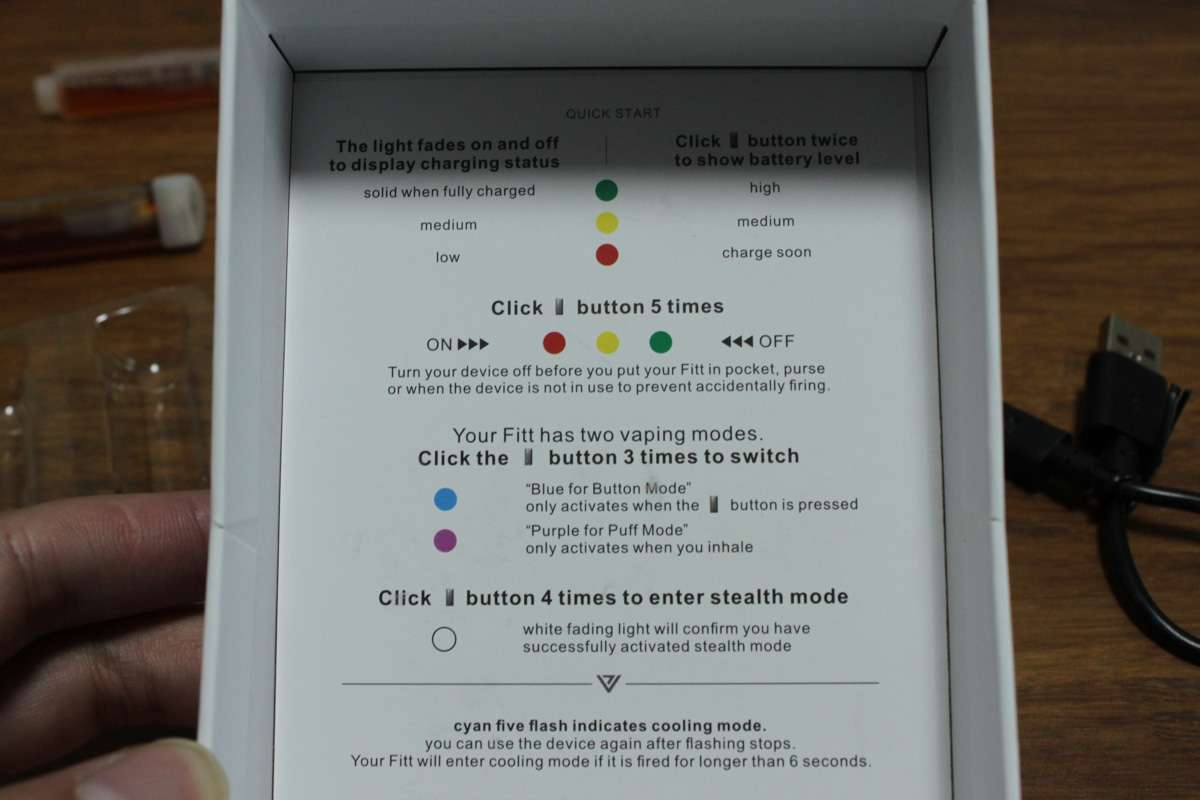 QUICK START
The light fades on and off
to display charging status
Click button twice
to show battery level
solid when fully charged
high
medium
medium
low
charge soon
Click button 5 times
ON
OFF
Turn your device off before you put your Fitt in pocket, purse
or when the device is not in use to prevent accidentally firing.
Your Fitt has two vaping modes.
Click the button 3 times to switch
“Blue for Button Mode”
only activates when the button is pressed
“Purple for Puff Mode”
only activates when you inhale
Click button 4 times to enter stealth mode
white fading light will confirm you have
successfully activated stealth mode
cyan five flash indicates cooling mode.
you can use the device again after flashing stops.
Your Fitt will enter cooling mode if it is fired for longer than 6 seconds.